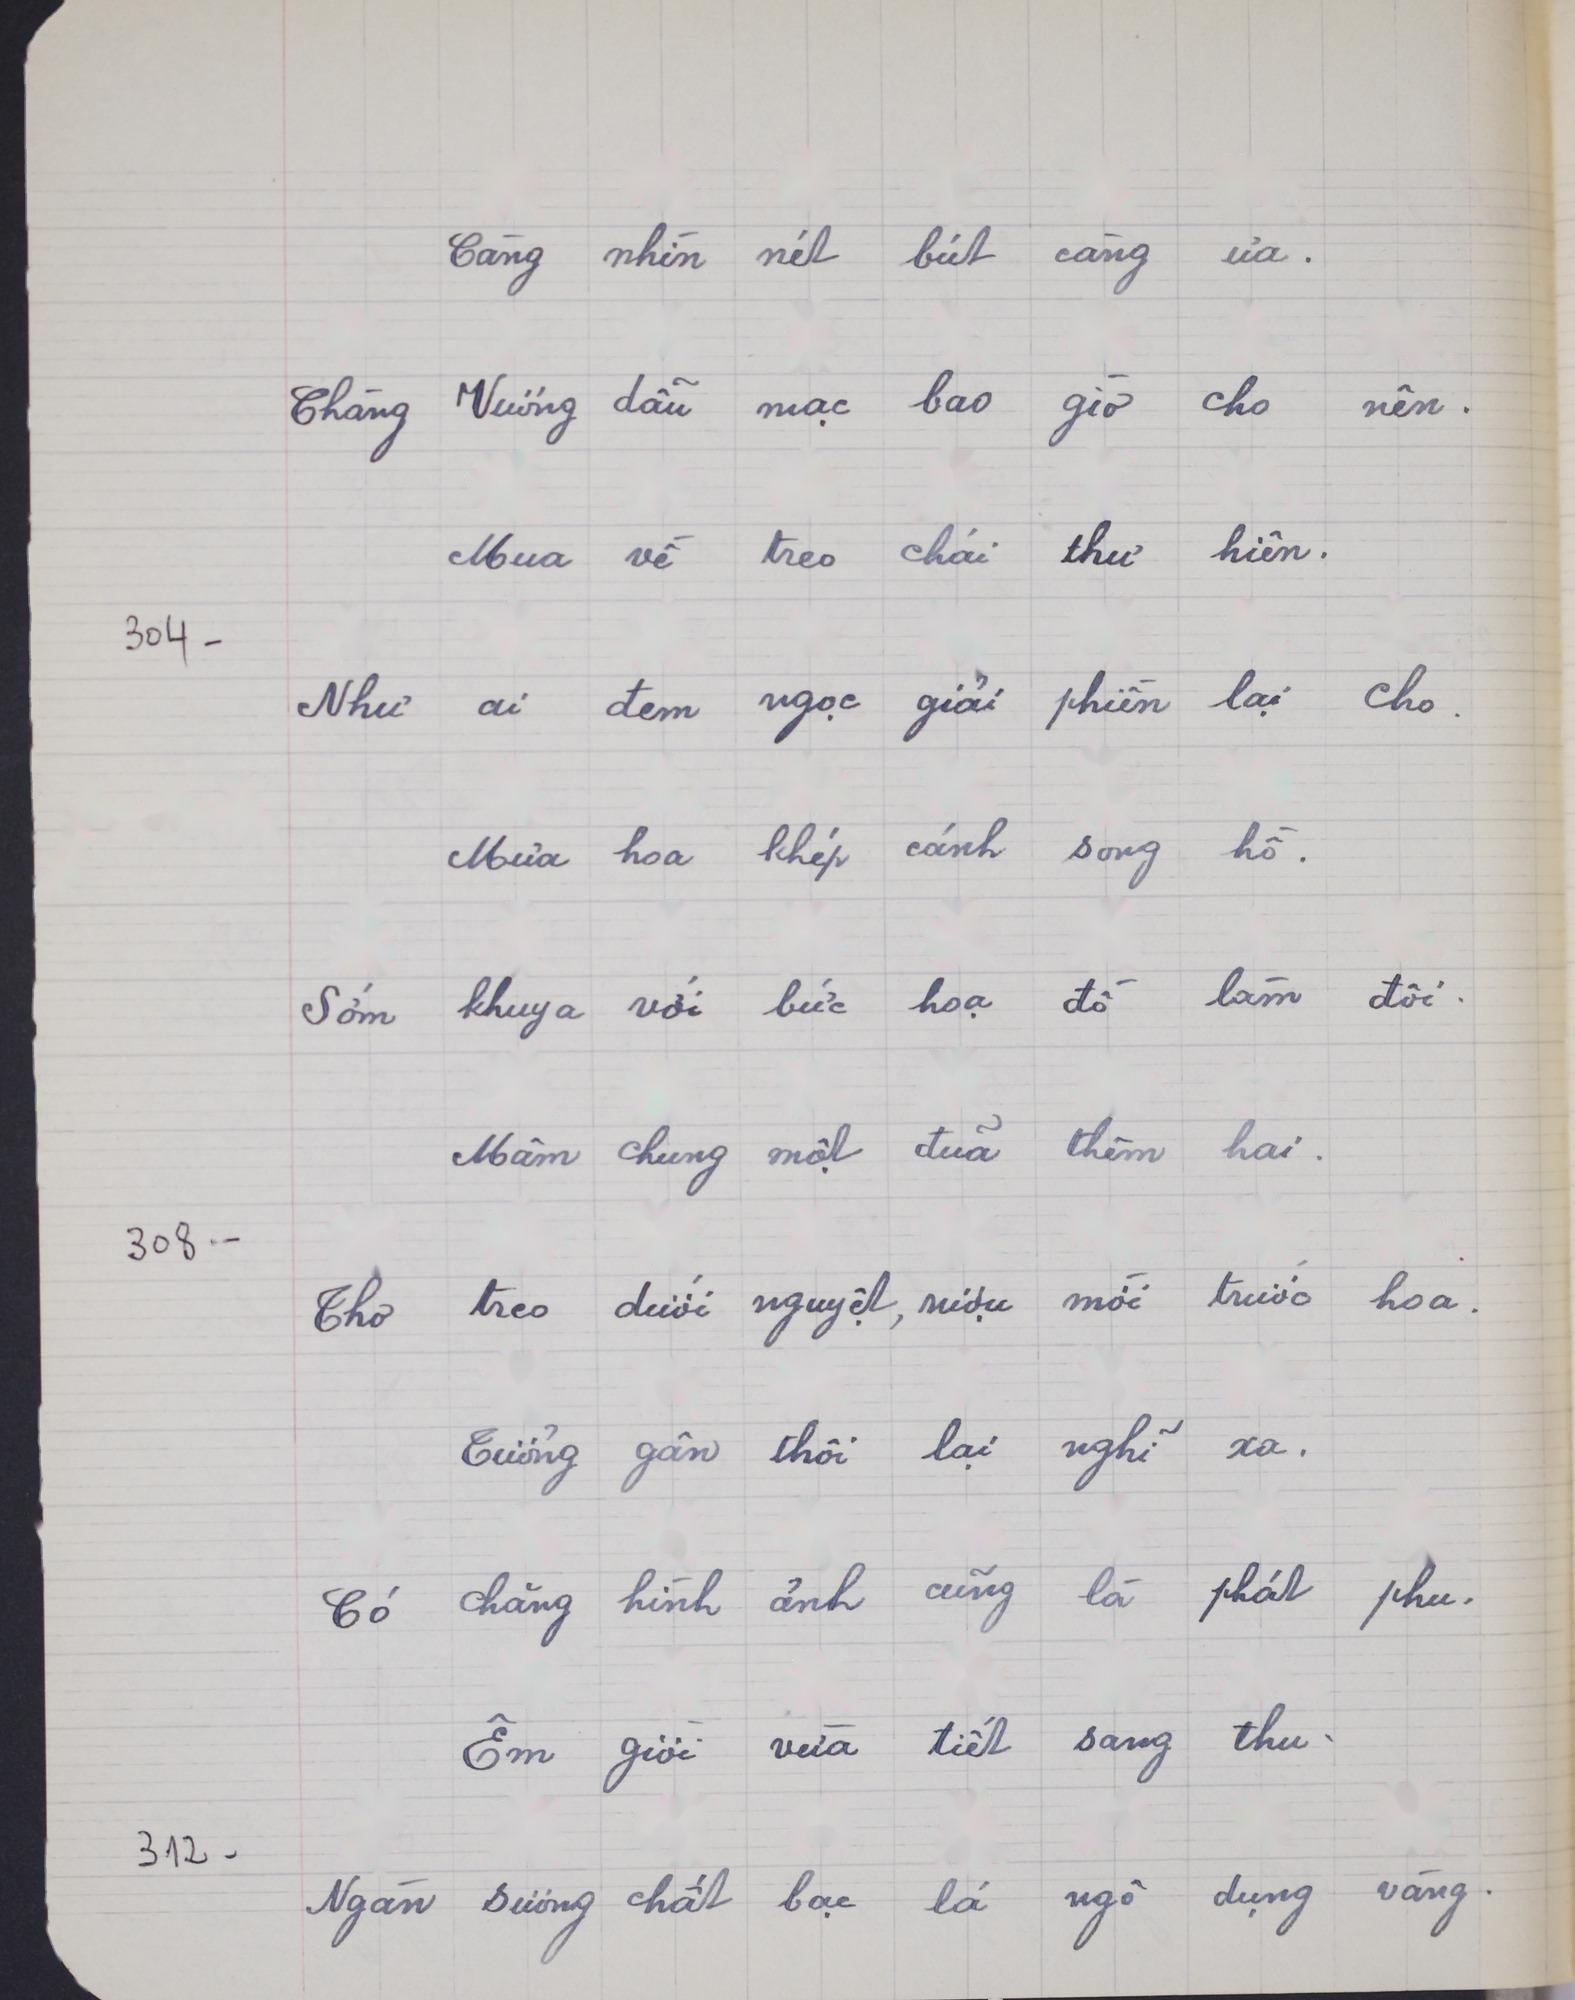 Càng nhìn nét bút càng ưa.
Chàng Vương dẫu mạc bao giờ cho nên.
Mua về treo chái thư hiên.
304 -
Như ai đem ngọc giải phiền lại cho.
Mưa hoa khép cánh song hồ.
Sớm khuya với bức hoạ đồ làm đôi.
Mâm chung một đũa thêm hai.
308 -
Thơ treo dưới nguyệt, rượu mời trước hoa.
Tưởng gần thôi lại nghĩ xa.
Có chăng hình ảnh cũng là phát phu.
Êm giời vừa tiết sang thu.
312 -
Ngàn sương chất bạc lá ngô dụng vàng.